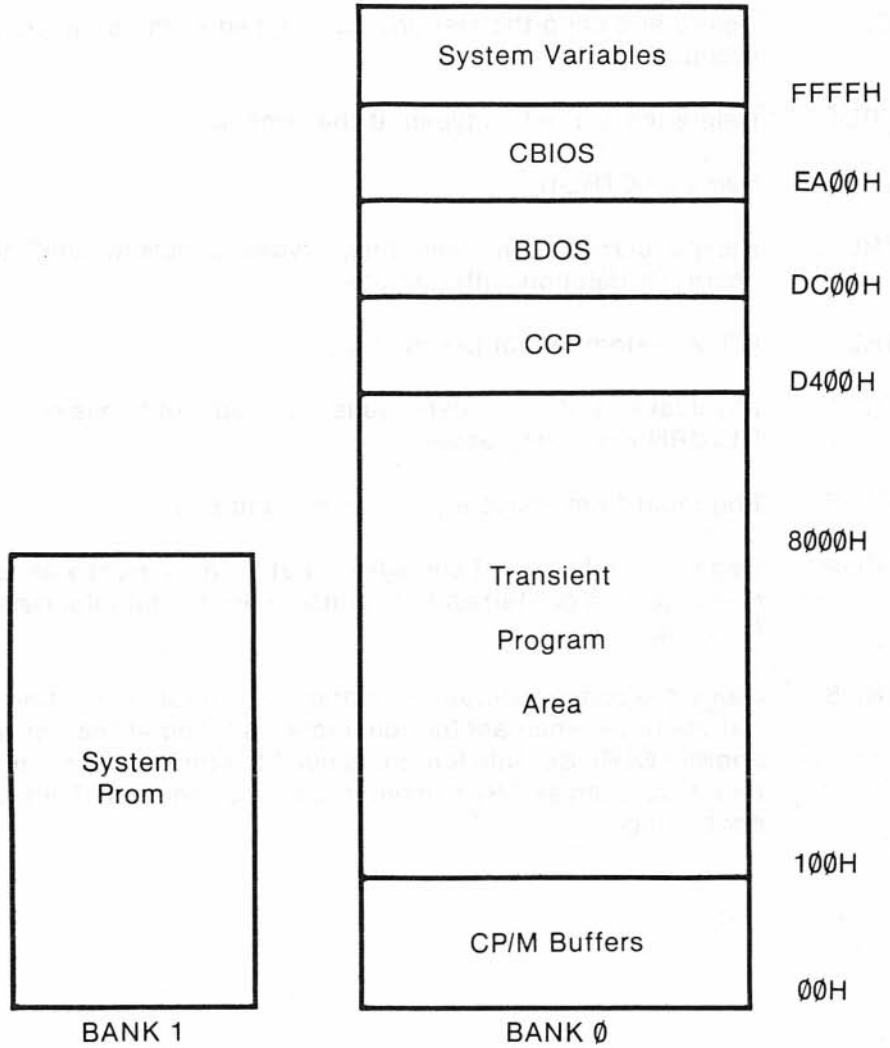 System Variables
FFFFH
CBIOS
EAØØH
BDOS
DCØØH
CCP
D4ØØH
8ØØØH
Transient
Program
Area
System
Prom
1ØØH
CP/M Buffers
ØØH
BANK 1
BANK Ø